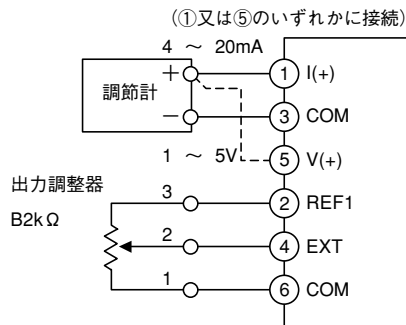 (①又は⑤のいずれかに接続)
4 ～ 20mA
調節計
+
−
1 I(+)
3 COM
1 ～ 5V
5 V(+)
出力調整器
B2kΩ
3
2 REF1
2
4 EXT
1
6 COM